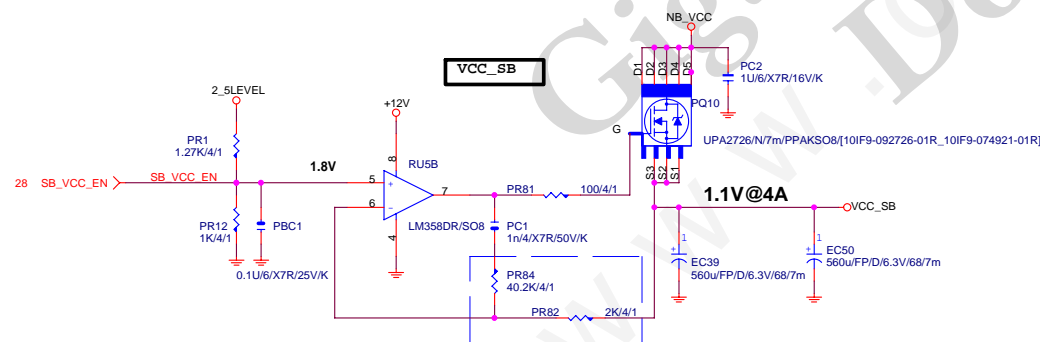 NB_VCC
VCC_SB
D1
D2
D3
D4
D5
PC2
1U/6/X7R/16V/K
2_5LEVEL
+12V
PQ10
G
UPA2726/N/7m/PPAKSO8/[10IF9-092726-01R_10IF9-074921-01R]
PR1
1.27K/4/1
8
RU5B
S3
S2
S1
28 SB_VCC_EN
SB_VCC_EN
1.8V
5
+
6
-
7
PR81
100/4/1
1.1V@4A
VCC_SB
4
LM358DR/SO8
PC1
1n/4/X7R/50V/K
PR12
1K/4/1
PBC1
0.1U/6/X7R/25V/K
1
+
EC39
560u/FP/D/6.3V/68/7m
1
+
EC50
560u/FP/D/6.3V/68/7m
PR84
40.2K/4/1
PR82
2K/4/1
Gig
.Do
w w w